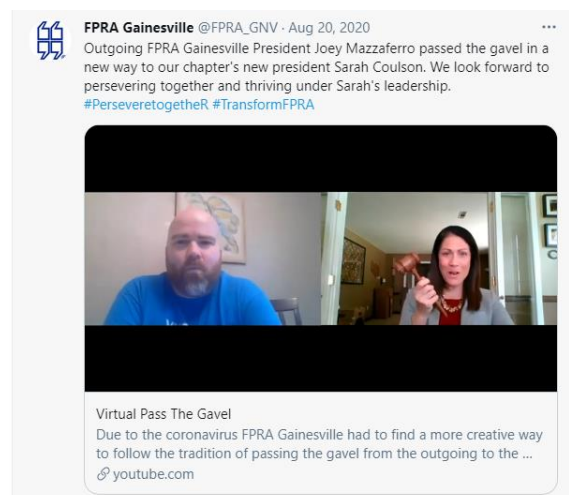 FPRA Gainesville @FPRA_GNV · Aug 20, 2020
Outgoing FPRA Gainesville President Joey Mazzaferro passed the gavel in a
new way to our chapter's new president Sarah Coulson. We look forward to
persevering together and thriving under Sarah's leadership.
#PerseveretogetheR #TransformFPRA
Virtual Pass The Gavel
Due to the coronavirus FPRA Gainesville had to find a more creative way
to follow the tradition of passing the gavel from the outgoing to the ...
youtube.com